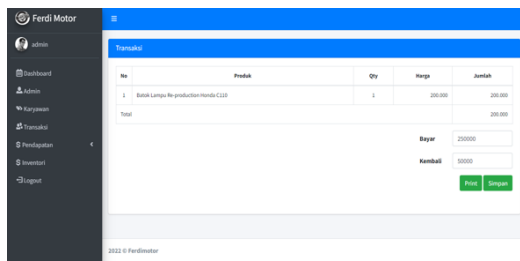 Ferdi Motor
admin
Dashboard
Admin
Karyawan
Transaksi
$ Pendapatan
$ Inventori
Logout
Transaksi
No Produk Qty Harga Jumlah
1 Batok Lampu Re-production Honda C110 1 200.000 200.000
Total 200.000
Bayar 250000
Kembali 50000
Print Simpan
2022 © Ferdimotor